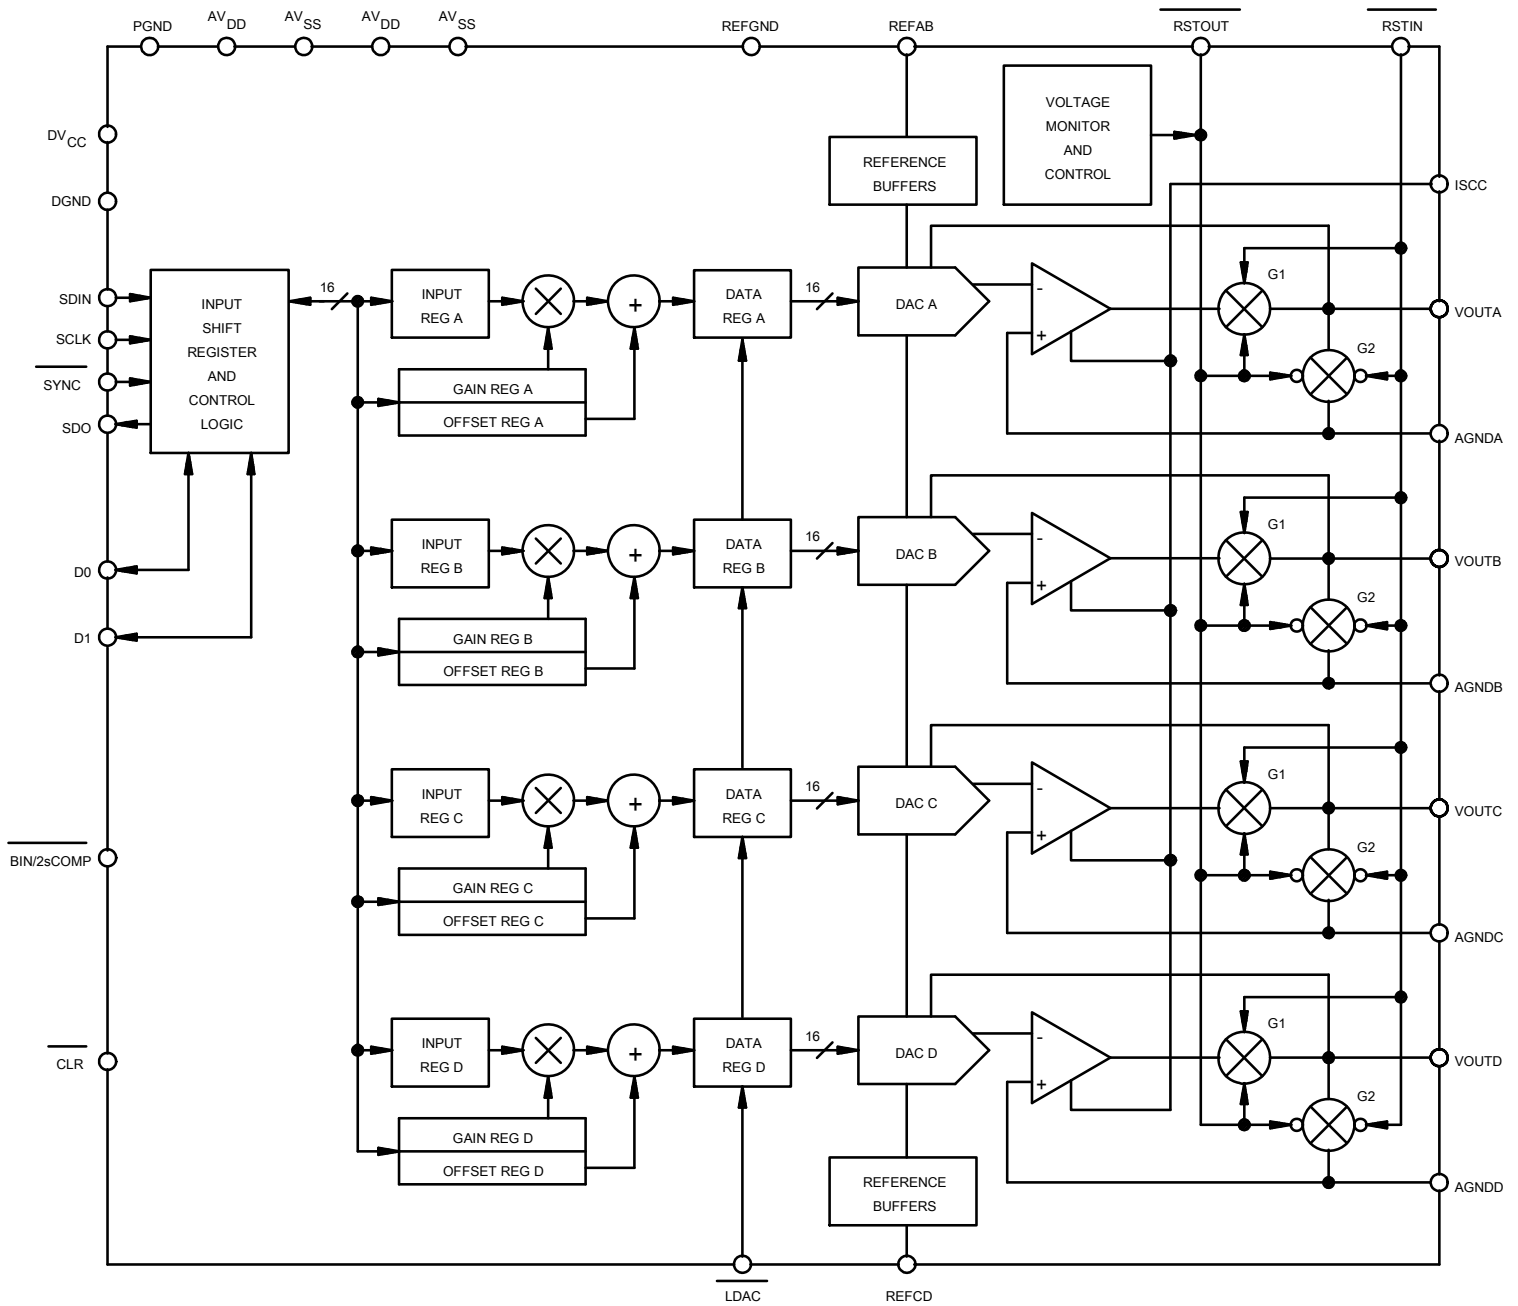 PGND
AVDD
AVSS
AVDD
AVSS
REFGND
REFAB
RSTOUT
RSTIN
VOLTAGE
MONITOR
AND
CONTROL
DVCC
DGND
REFERENCE
BUFFERS
ISCC
SDIN
SCLK
SYNC
SDO
INPUT
SHIFT
REGISTER
AND
CONTROL
LOGIC
16
INPUT
REG A
+
DATA
REG A
16
DAC A
-
+
G1
G2
VOUTA
GAIN REG A
OFFSET REG A
AGNDA
D0
D1
INPUT
REG B
+
DATA
REG B
16
DAC B
-
+
G1
G2
VOUTB
GAIN REG B
OFFSET REG B
AGNDB
INPUT
REG C
+
DATA
REG C
16
DAC C
-
+
G1
G2
VOUTC
BIN/2sCOMP
GAIN REG C
OFFSET REG C
AGNDC
CLR
INPUT
REG D
+
DATA
REG D
16
DAC D
-
+
G1
G2
VOUTD
GAIN REG D
OFFSET REG D
REFERENCE
BUFFERS
AGNDD
LDAC
REFCD